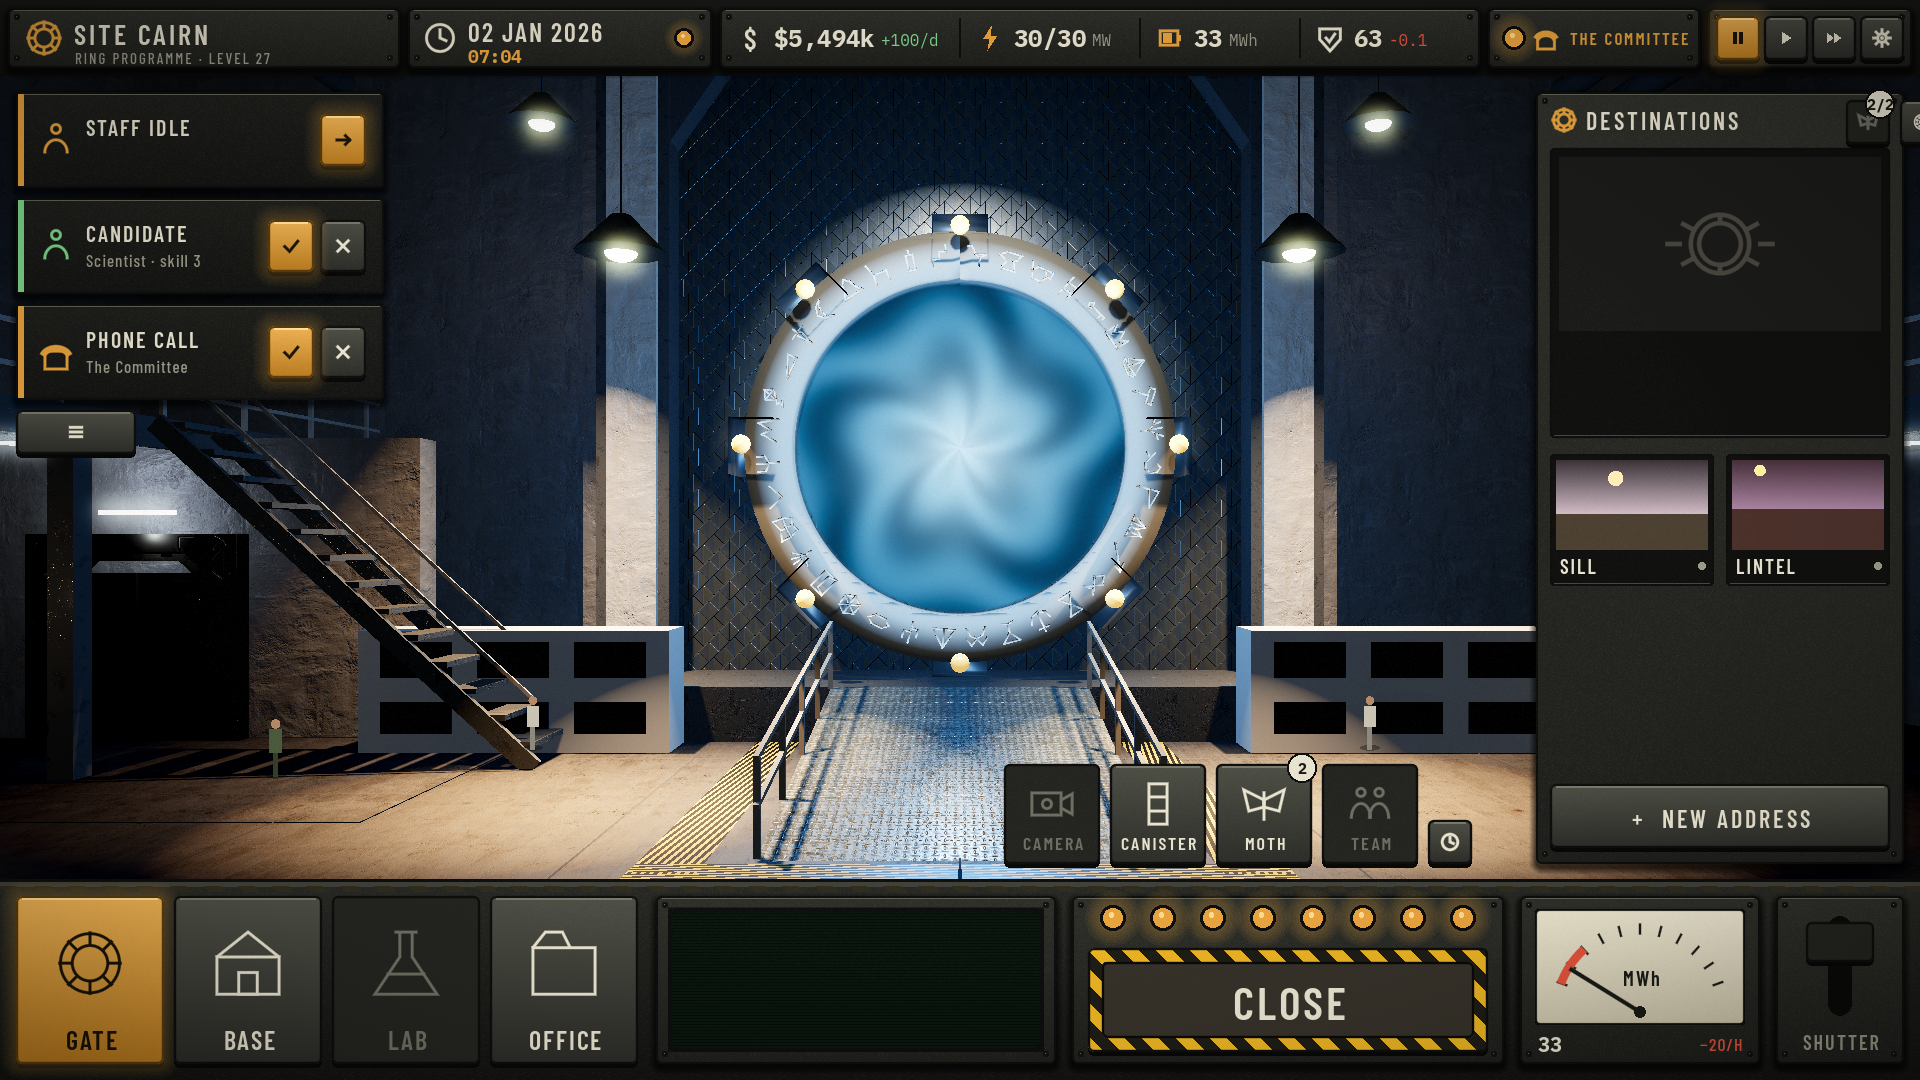 SITE CAIRN
RING PROGRAMME · LEVEL 27
02 JAN 2026
07:04
$ $5,494k +100/d
30/30 MW
33 MWh
63 -0.1
THE COMMITTEE
STAFF IDLE
CANDIDATE
Scientist · skill 3
PHONE CALL
The Committee
DESTINATIONS
2/2
SILL
LINTEL
+ NEW ADDRESS
CAMERA
CANISTER
2
MOTH
TEAM
GATE
BASE
LAB
OFFICE
CLOSE
MWh
33
-20/H
SHUTTER